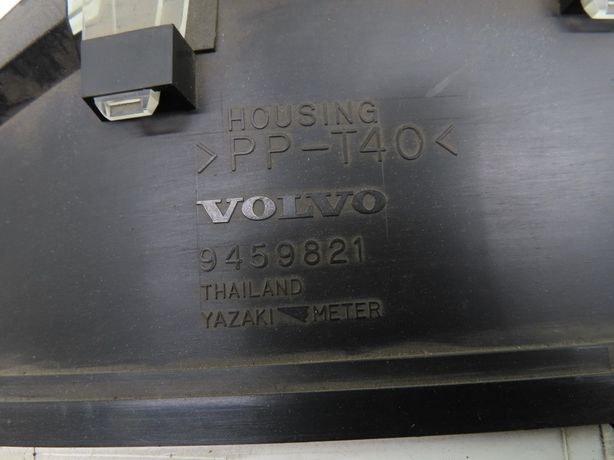 HOUSING
>PP-T40<
VOLVO
9459821
THAILAND
YAZAKI METER